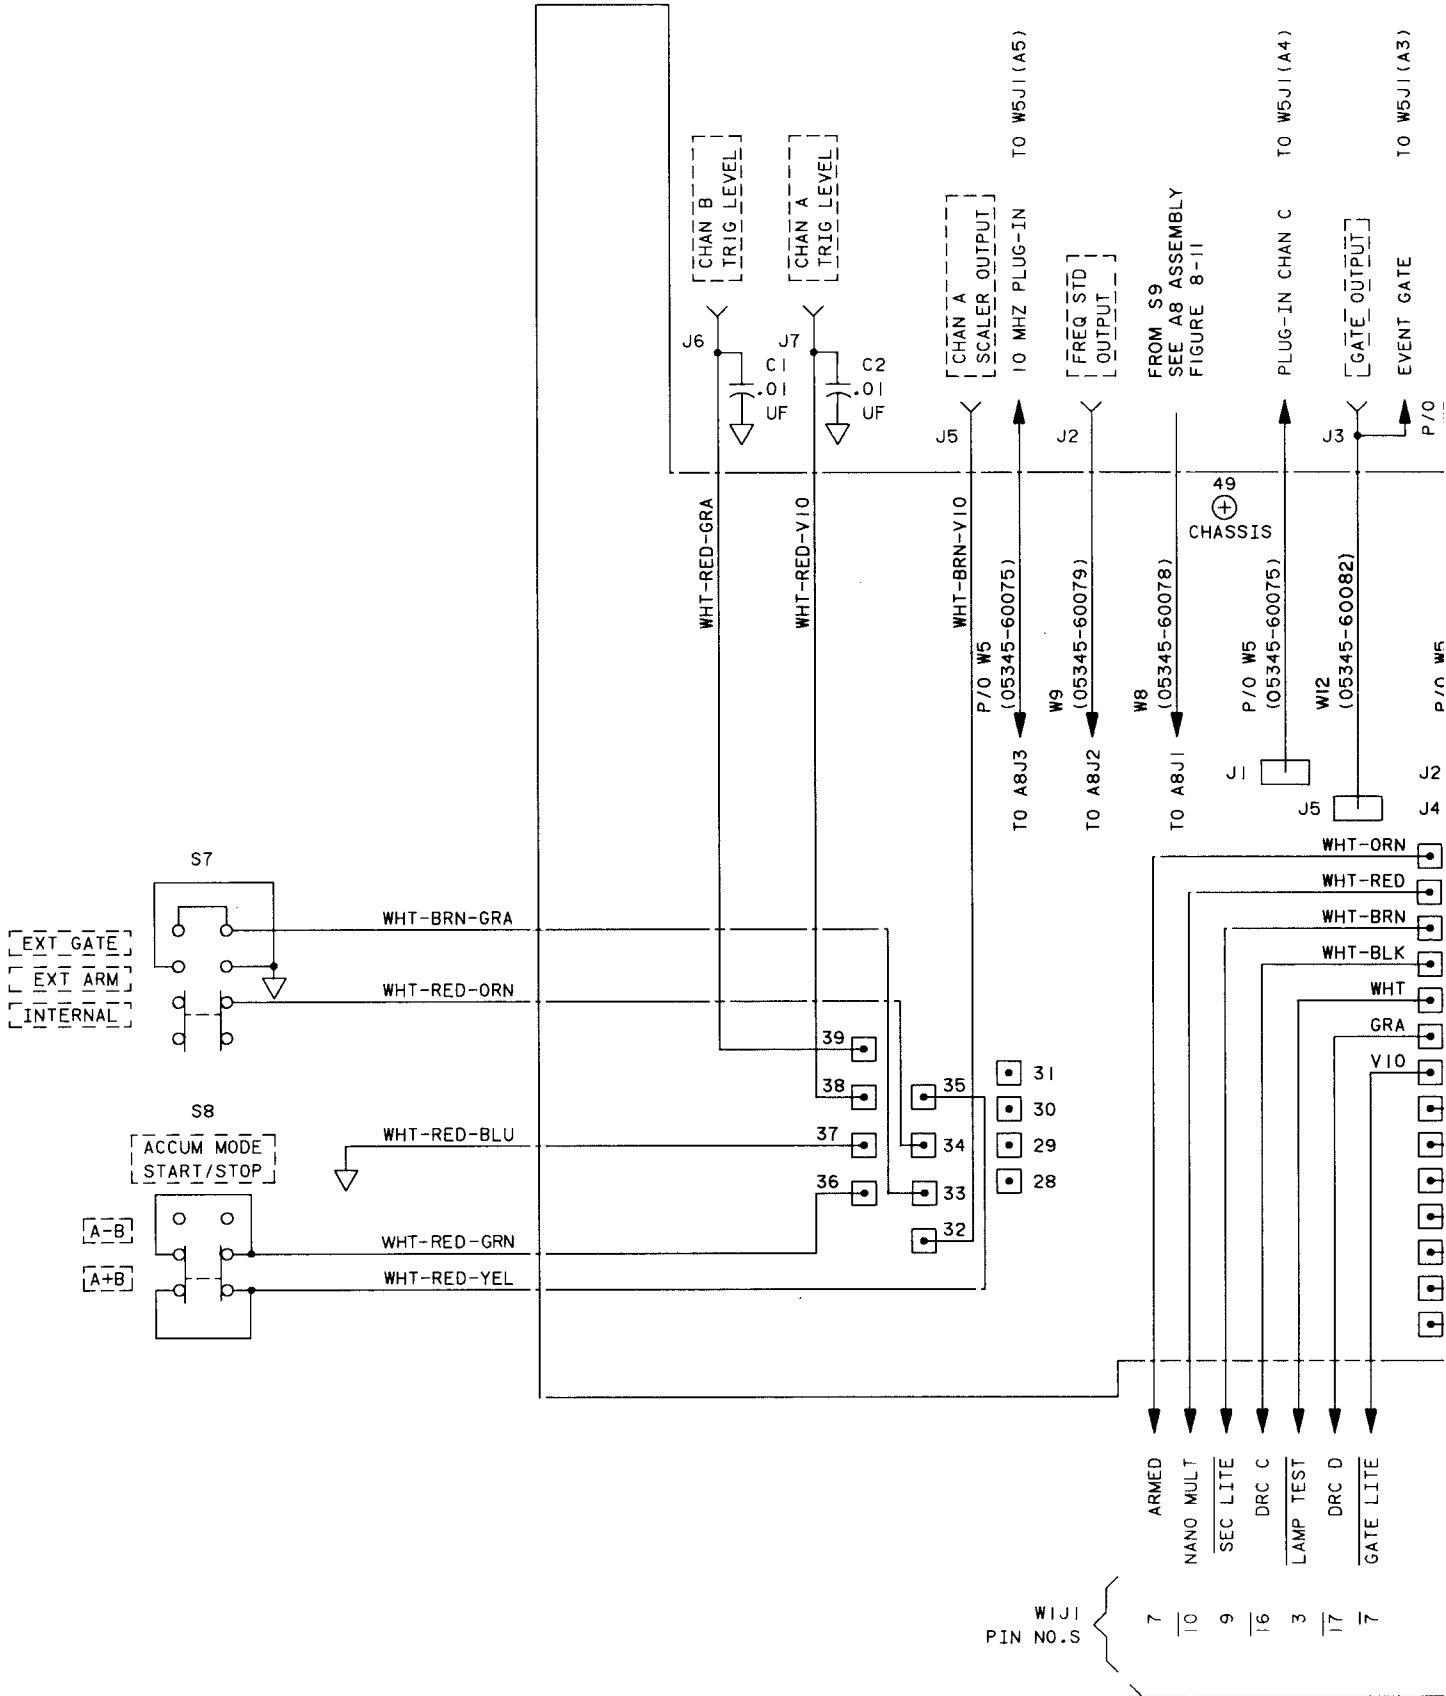 CHAN B
TRIG LEVEL
CHAN A
TRIG LEVEL
CHAN A
SCALER OUTPUT
10 MHZ PLUG-IN TO W5J1(A5)
FREQ STD
OUTPUT
FROM S9
SEE A8 ASSEMBLY
FIGURE 8-11
PLUG-IN CHAN C TO W5J1(A4)
GATE OUTPUT
EVENT GATE TO W5J1(A3)
P/O
J6
C1
.01
UF
J7
C2
.01
UF
J5
J2
J3
49
CHASSIS
WHT-RED-GRA
WHT-RED-VIO
WHT-BRN-VIO
P/O W5
(05345-60075)
W9
(05345-60079)
W8
(05345-60078)
P/O W5
(05345-60075)
W12
(05345-60082)
P/O W5
TO A8J3
TO A8J2
TO A8J1
J1
J2
J5
J4
S7
EXT GATE
EXT ARM
INTERNAL
WHT-BRN-GRA
WHT-RED-ORN
S8
ACCUM MODE
START/STOP
A-B
A+B
WHT-RED-BLU
WHT-RED-GRN
WHT-RED-YEL
39
38
37
36
35
34
33
32
31
30
29
28
WHT-ORN
WHT-RED
WHT-BRN
WHT-BLK
WHT
GRA
VIO
ARMED
NANO MULT
SEC LITE
DRC C
LAMP TEST
DRC D
GATE LITE
W1J1
PIN NO.S
7
10
9
16
3
17
7